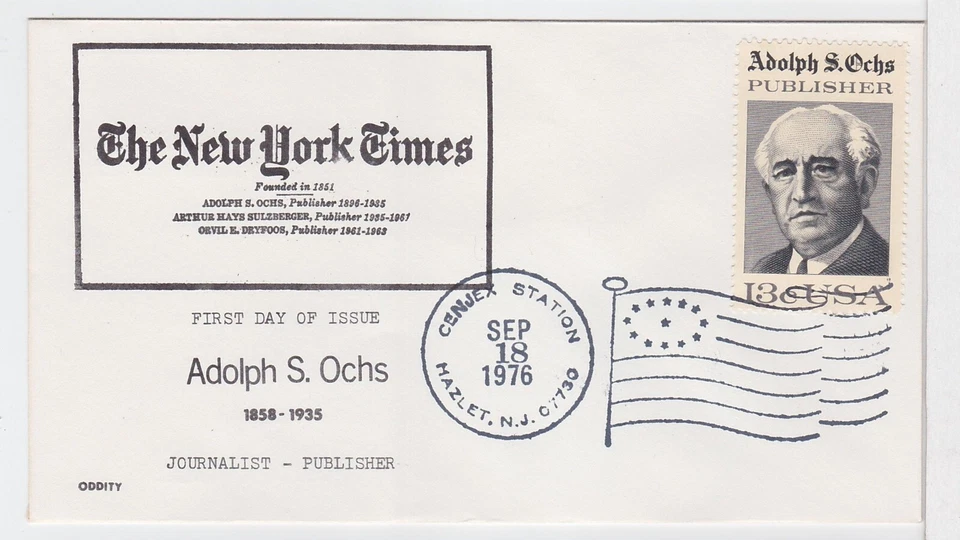 The New York Times
Founded in 1851
ADOLPH S. OCHS, Publisher 1896-1935
ARTHUR HAYS SULZBERGER, Publisher 1935-1961
ORVIL E. DRYFOOS, Publisher 1961-1963
FIRST DAY OF ISSUE
Adolph S. Ochs
1858-1935
JOURNALIST - PUBLISHER
ODDITY
CENJEX STATION
SEP
18
1976
HAZLET, N.J. 07730
Adolph S. Ochs
PUBLISHER
13c USA